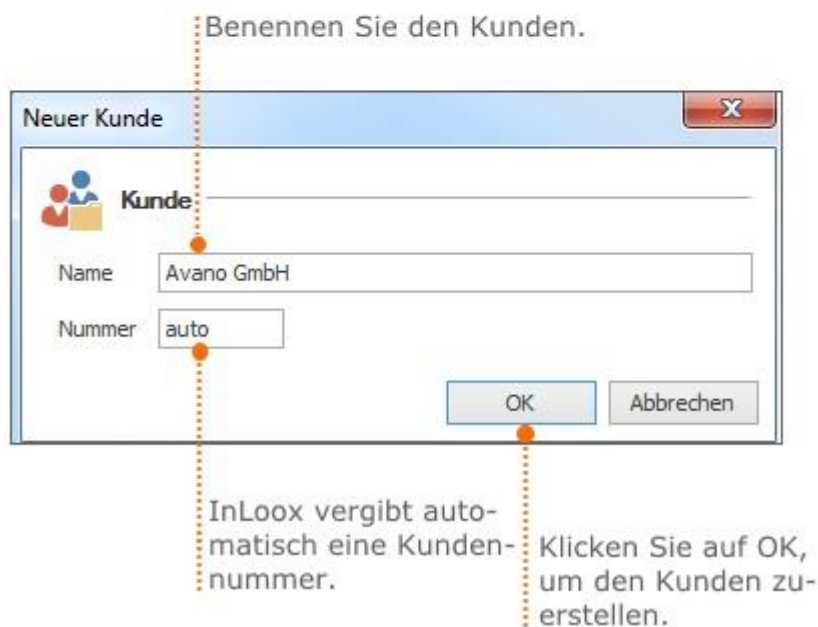 Benennen Sie den Kunden.
Neuer Kunde
Kunde
Name Avano GmbH
Nummer auto
OK Abbrechen
InLoox vergibt auto-
matisch eine Kunden-
nummer.
Klicken Sie auf OK,
um den Kunden zu-
erstellen.